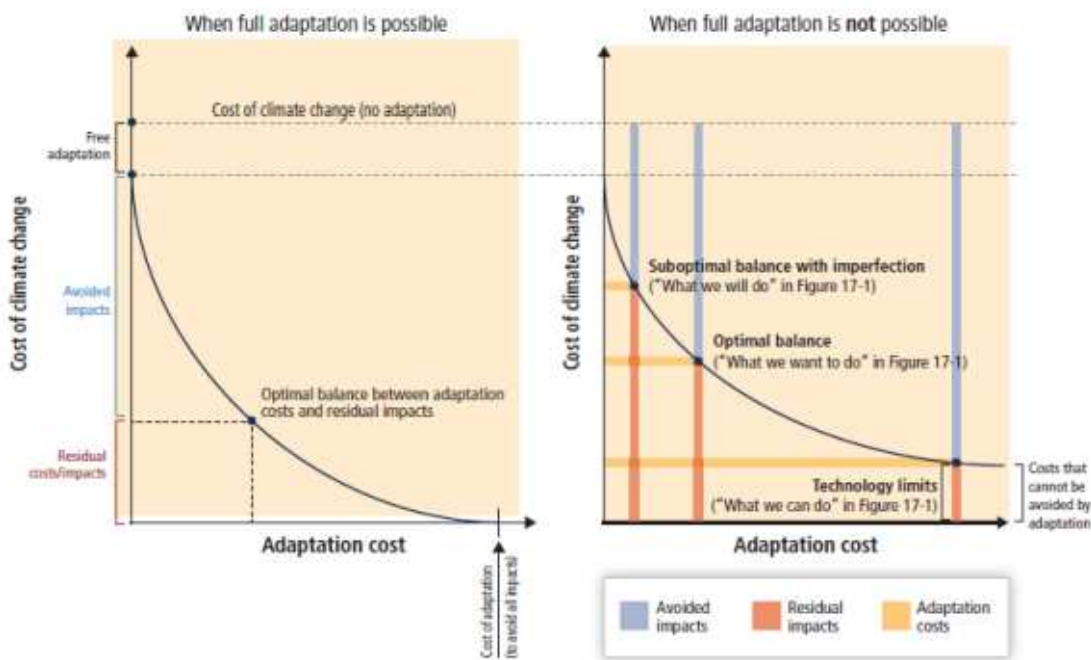 When full adaptation is possible
Cost of climate change (no adaptation)
Free
adaptation
Cost of climate change
Avoided
impacts
Optimal balance between adaptation
costs and residual impacts
Residual
costs/impacts
Adaptation cost
Cost of adaptation
(to avoid all impacts)
When full adaptation is not possible
Cost of climate change
Suboptimal balance with imperfection
("What we will do" in Figure 17-1)
Optimal balance
("What we want to do" in Figure 17-1)
Technology limits
("What we can do" in Figure 17-1)
Costs that
cannot be
avoided by
adaptation
Adaptation cost
Avoided
impacts
Residual
impacts
Adaptation
costs